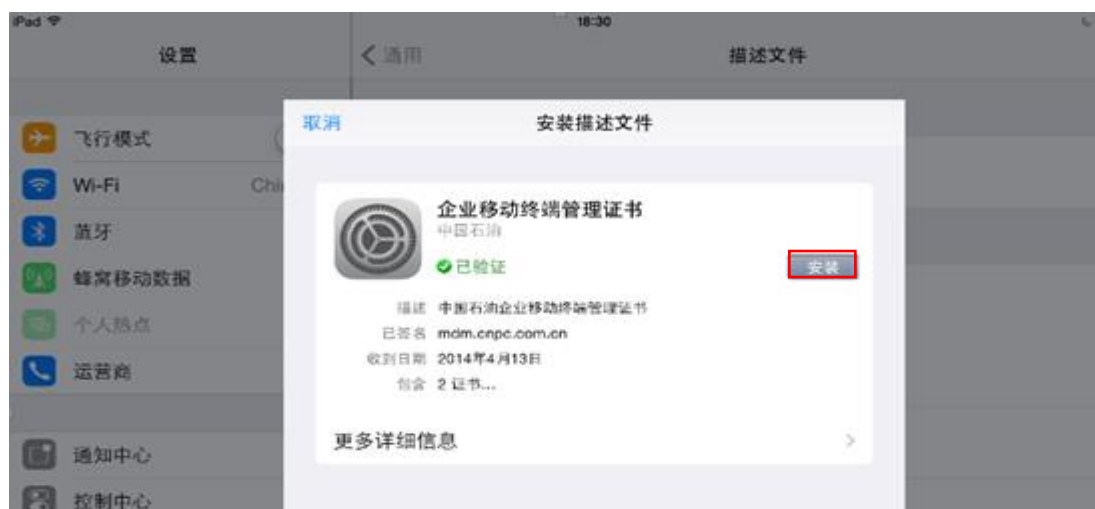 iPad
18:30
设置
通用
描述文件
取消
安装描述文件
飞行模式
Wi-Fi
Chi
蓝牙
蜂窝移动数据
个人热点
运营商
通知中心
控制中心
企业移动终端管理证书
中国石油
已验证
安装
描述 中国石油企业移动终端管理证书
已签名 mdm.cnpc.com.cn
收到日期 2014年4月13日
包含 2 证书...
更多详细信息